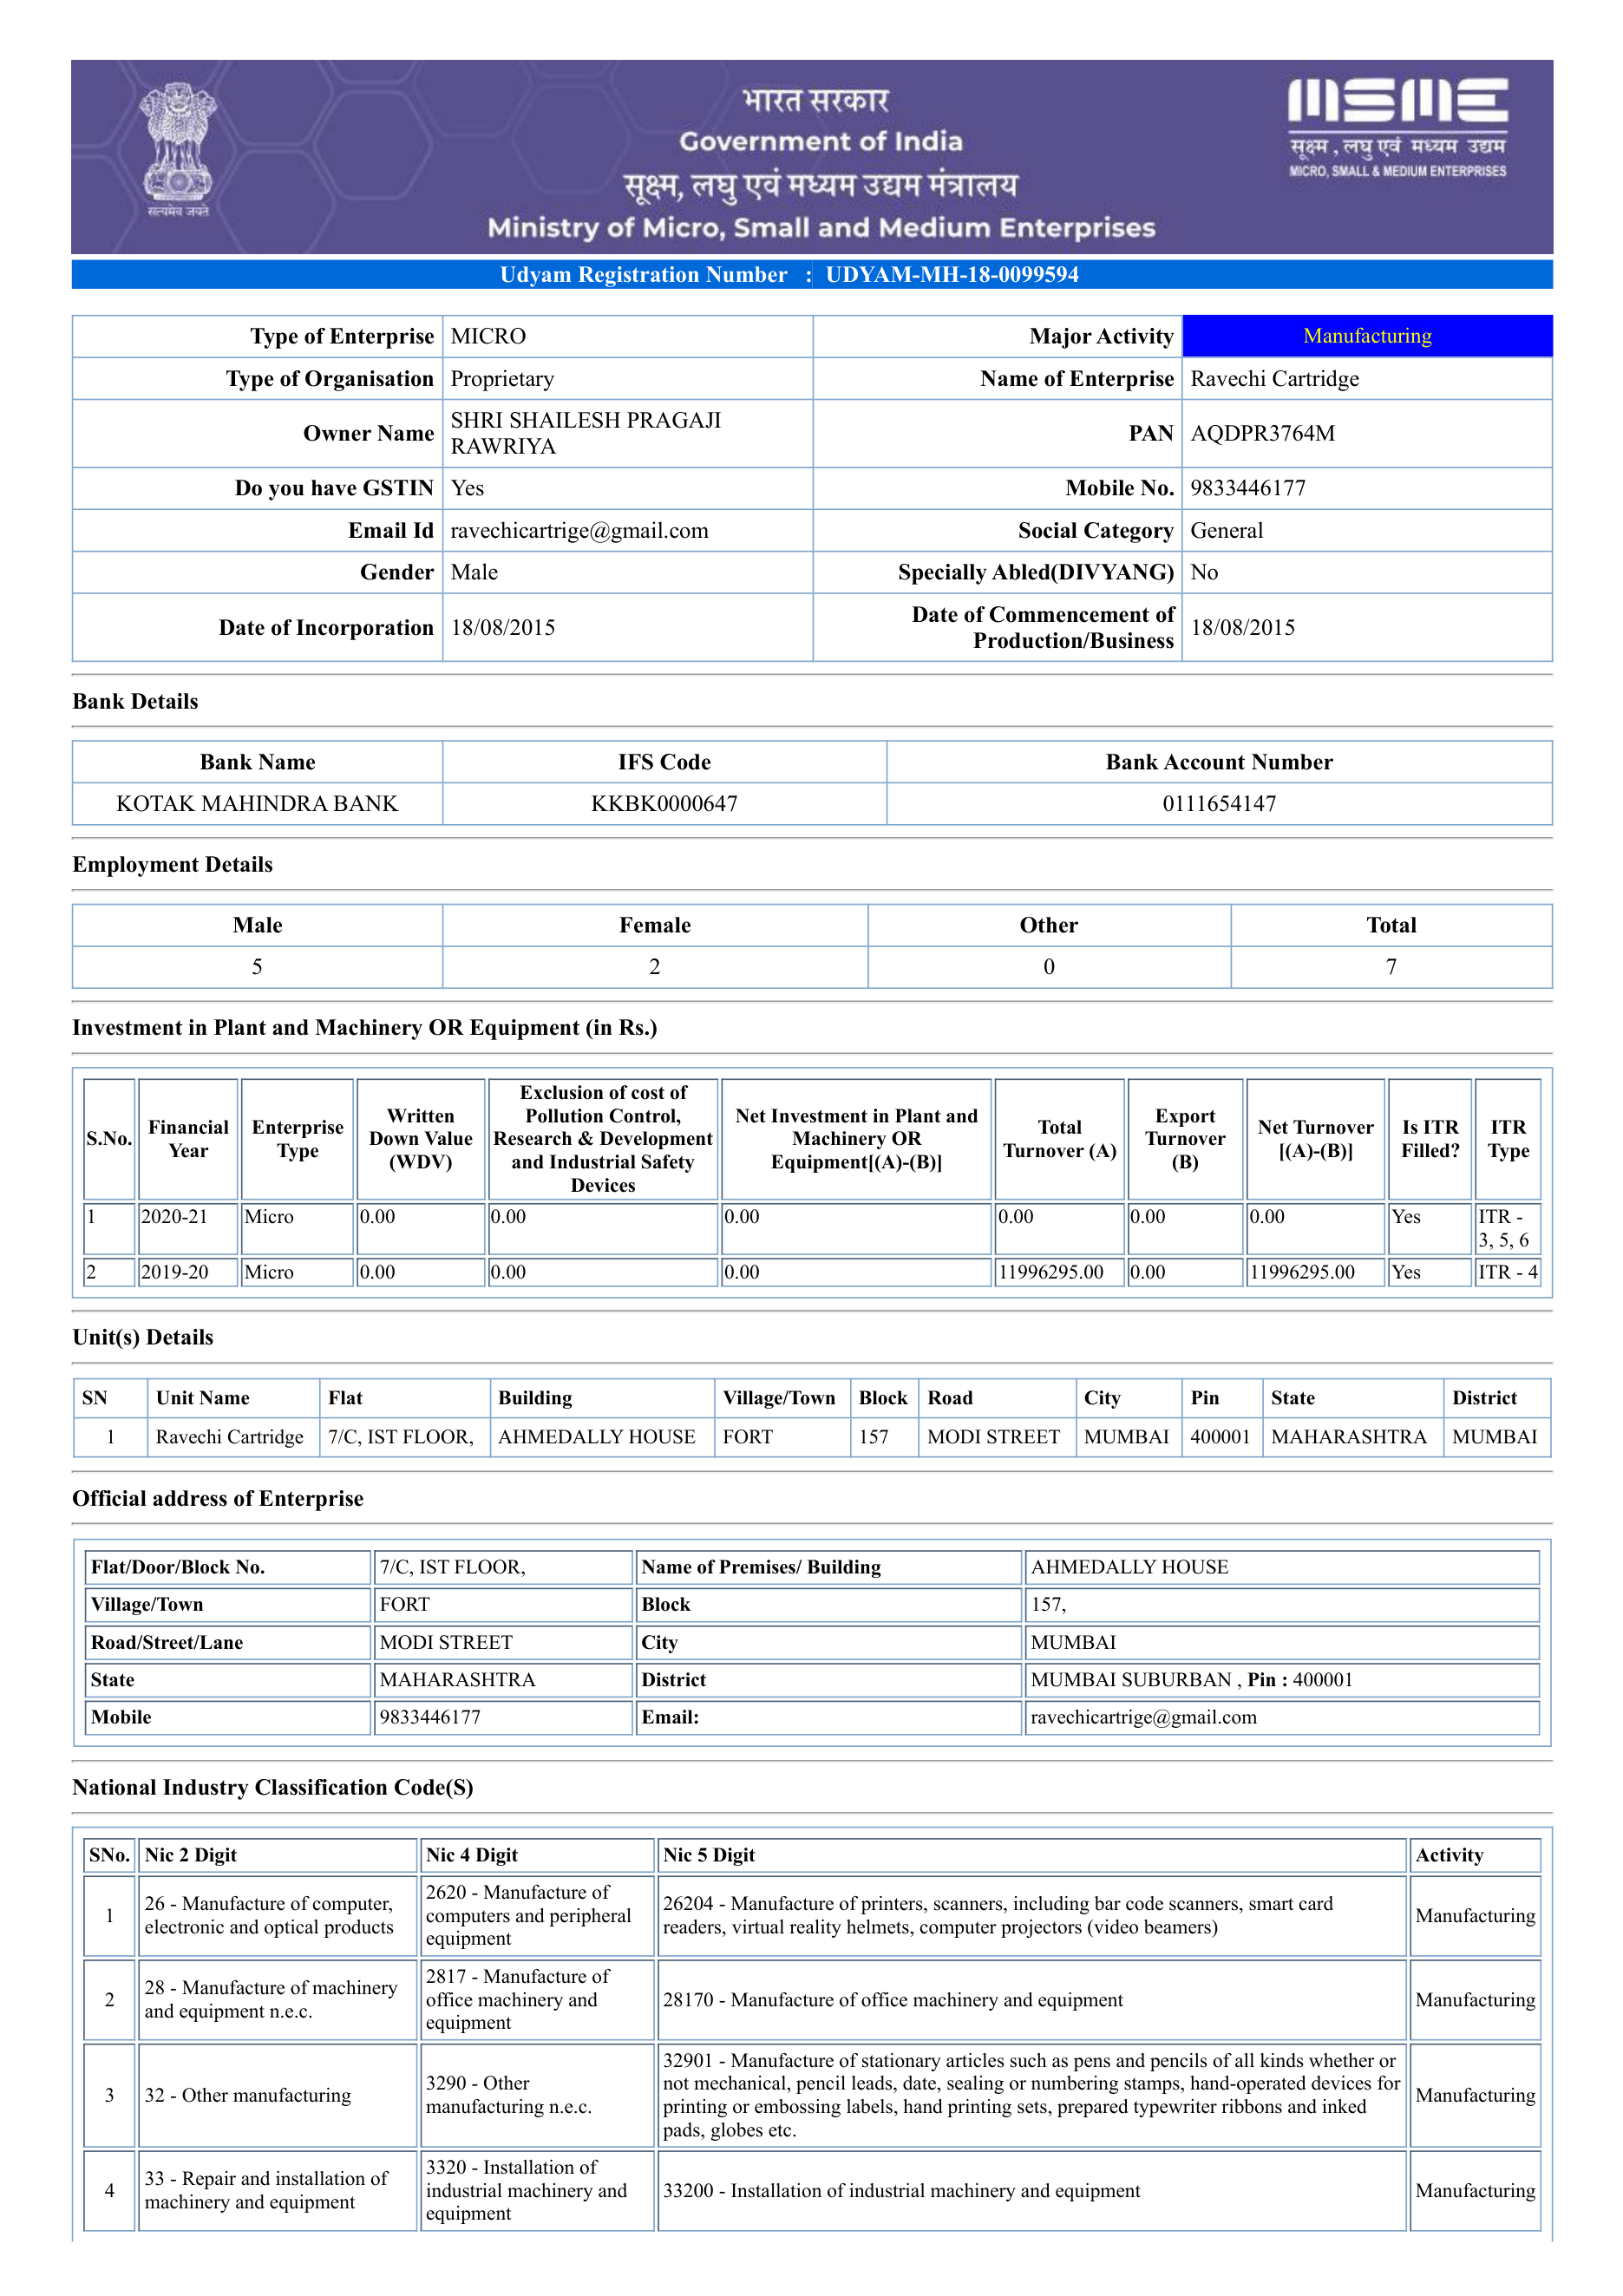 भारत सरकार
Government of India
सूक्ष्म, लघु एवं मध्यम उद्यम मंत्रालय
Ministry of Micro, Small and Medium Enterprises
सत्यमेव जयते
MSME
सूक्ष्म , लघु एवं मध्यम उद्यम
MICRO, SMALL & MEDIUM ENTERPRISES
Udyam Registration Number : UDYAM-MH-18-0099594
Type of Enterprise MICRO Major Activity Manufacturing
Type of Organisation Proprietary Name of Enterprise Ravechi Cartridge
Owner Name SHRI SHAILESH PRAGAJI
RAWRIYA PAN AQDPR3764M
Do you have GSTIN Yes Mobile No. 9833446177
Email Id ravechicartrige@gmail.com Social Category General
Gender Male Specially Abled(DIVYANG) No
Date of Incorporation 18/08/2015 Date of Commencement of
Production/Business 18/08/2015
Bank Details
Bank Name IFS Code Bank Account Number
KOTAK MAHINDRA BANK KKBK0000647 0111654147
Employment Details
Male Female Other Total
5 2 0 7
Investment in Plant and Machinery OR Equipment (in Rs.)
S.No. Financial
Year Enterprise
Type Written
Down Value
(WDV) Exclusion of cost of
Pollution Control,
Research & Development
and Industrial Safety
Devices Net Investment in Plant and
Machinery OR
Equipment[(A)-(B)] Total
Turnover (A) Export
Turnover
(B) Net Turnover
[(A)-(B)] Is ITR
Filled? ITR
Type
1 2020-21 Micro 0.00 0.00 0.00 0.00 0.00 0.00 Yes ITR -
3, 5, 6
2 2019-20 Micro 0.00 0.00 0.00 11996295.00 0.00 11996295.00 Yes ITR - 4
Unit(s) Details
SN Unit Name Flat Building Village/Town Block Road City Pin State District
1 Ravechi Cartridge 7/C, IST FLOOR, AHMEDALLY HOUSE FORT 157 MODI STREET MUMBAI 400001 MAHARASHTRA MUMBAI
Official address of Enterprise
Flat/Door/Block No. 7/C, IST FLOOR, Name of Premises/ Building AHMEDALLY HOUSE
Village/Town FORT Block 157,
Road/Street/Lane MODI STREET City MUMBAI
State MAHARASHTRA District MUMBAI SUBURBAN , Pin : 400001
Mobile 9833446177 Email: ravechicartrige@gmail.com
National Industry Classification Code(S)
SNo. Nic 2 Digit Nic 4 Digit Nic 5 Digit Activity
1 26 - Manufacture of computer,
electronic and optical products 2620 - Manufacture of
computers and peripheral
equipment 26204 - Manufacture of printers, scanners, including bar code scanners, smart card
readers, virtual reality helmets, computer projectors (video beamers) Manufacturing
2 28 - Manufacture of machinery
and equipment n.e.c. 2817 - Manufacture of
office machinery and
equipment 28170 - Manufacture of office machinery and equipment Manufacturing
3 32 - Other manufacturing 3290 - Other
manufacturing n.e.c. 32901 - Manufacture of stationary articles such as pens and pencils of all kinds whether or
not mechanical, pencil leads, date, sealing or numbering stamps, hand-operated devices for
printing or embossing labels, hand printing sets, prepared typewriter ribbons and inked
pads, globes etc. Manufacturing
4 33 - Repair and installation of
machinery and equipment 3320 - Installation of
industrial machinery and
equipment 33200 - Installation of industrial machinery and equipment Manufacturing